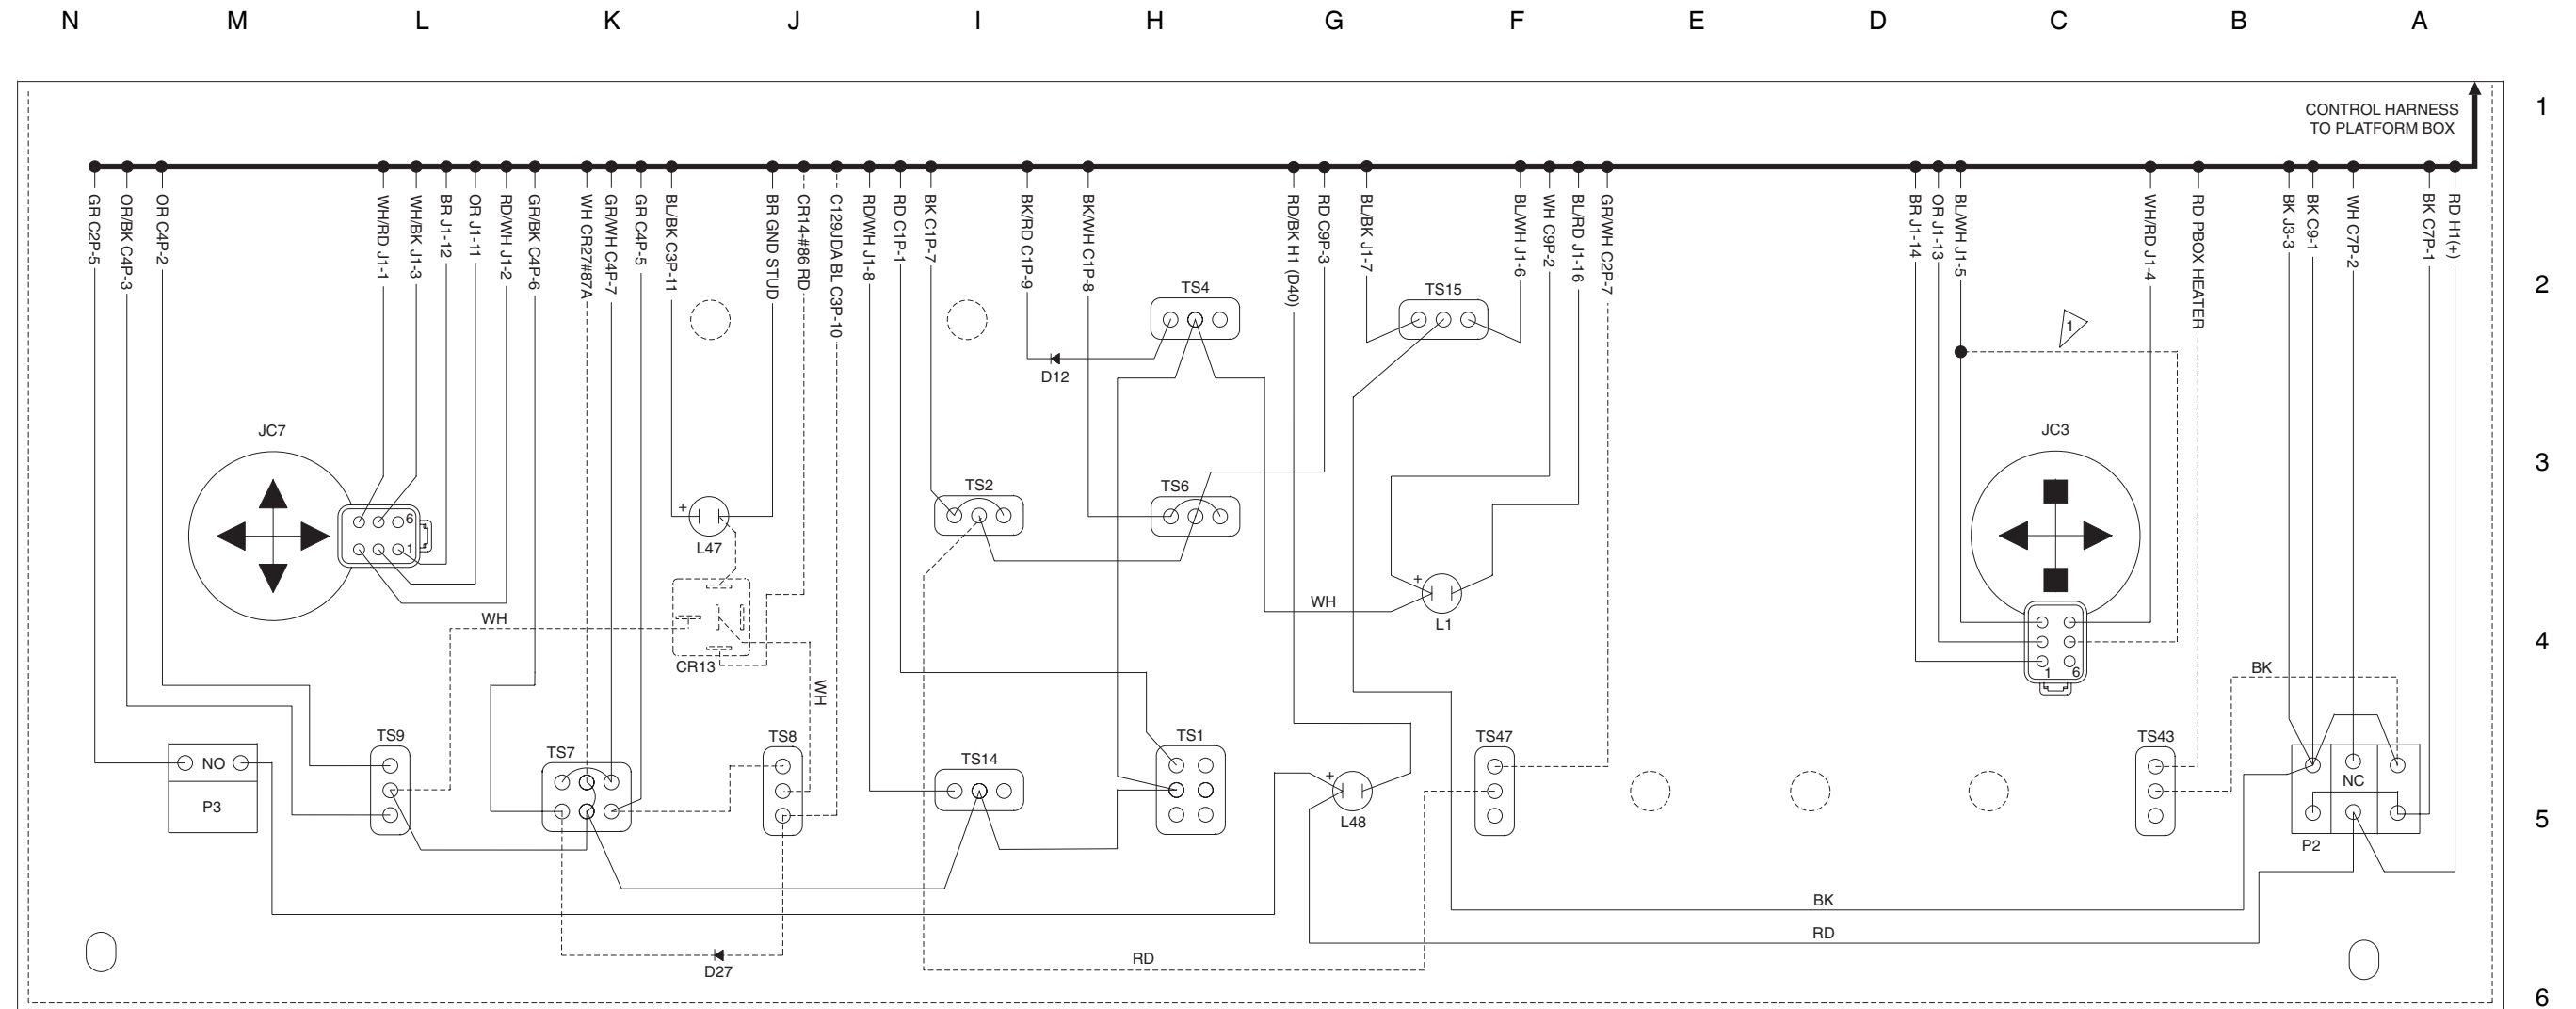 N M L K J I H G F E D C B A
1
CONTROL HARNESS
TO PLATFORM BOX
GR C2P-5
OR/BK C4P-3
OR C4P-2
WH/RD J1-1
WH/BK J1-3
BR J1-12
OR J1-11
RD/WH J1-2
GR/BK C4P-6
WH CR27#87A
GR/WH C4P-7
GR C4P-5
BL/BK C3P-11
BR GND STUD
CR14-#86 RD
C129JDA BL C3P-10
RD/WH J1-8
RD C1P-1
BK C1P-7
BK/RD C1P-9
BK/WH C1P-8
RD/BK H1 (D40)
RD C9P-3
BL/BK J1-7
BL/WH J1-6
WH C9P-2
BL/RD J1-16
GR/WH C2P-7
BR J1-14
OR J1-13
BL/WH J1-5
WH/RD J1-4
RD PBOX HEATER
BK J3-3
BK C9-1
WH C7P-2
BK C7P-1
RD H1(+)
2
TS4
TS15
1
D12
JC7
JC3
3
TS2
TS6
6
1
+
L47
+
L1
WH
WH
4
CR13
WH
1 6
BK
TS9
TS7
TS8
TS14
TS1
TS47
TS43
NO
P3
+
L48
NC
P2
5
BK
RD
RD
D27
6